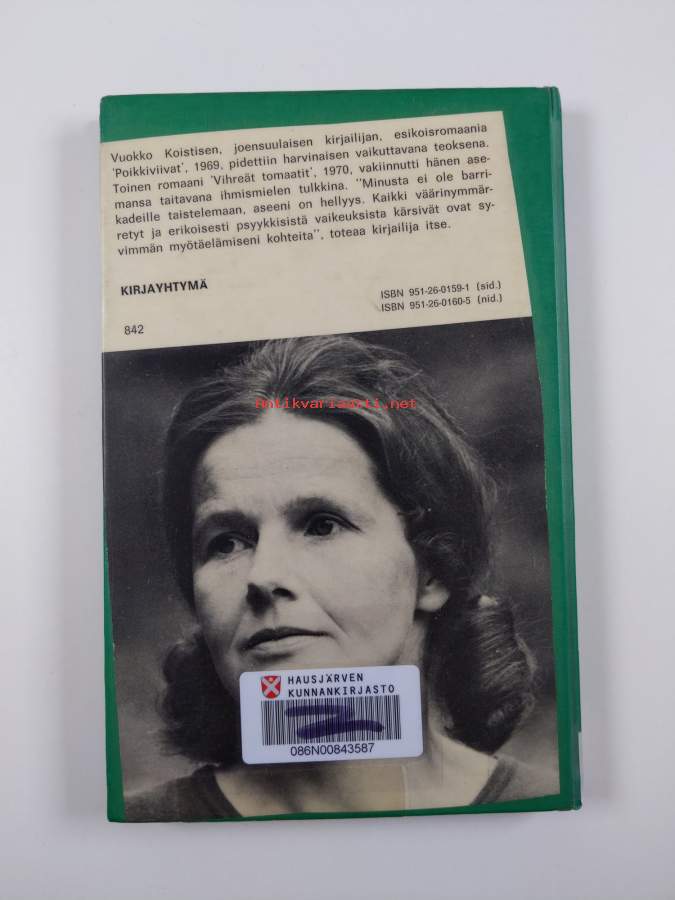 Vuokko Koistisen, joensuulaisen kirjailijan, esikoisromaania
'Poikkiviivat', 1969, pidettiin harvinaisen vaikuttavana teoksena.
Toinen romaani 'Vihreät tomaatit', 1970, vakiinnutti hänen ase-
mansa taitavana ihmismielen tulkkina. "Minusta ei ole barri-
kadeille taistelemaan, aseeni on hellyys. Kaikki väärinymmär-
retyt ja erikoisesti psyykkisistä vaikeuksista kärsivät ovat sy-
vimmän myötäelämiseni kohteita", toteaa kirjailija itse.
KIRJAYHTYMÄ
ISBN 951-26-0159-1 (sid.)
ISBN 951-26-0160-5 (nid.)
842
Antikvariaatti.net
HAUSJÄRVEN
KUNNANKIRJASTO
2
086N00843587